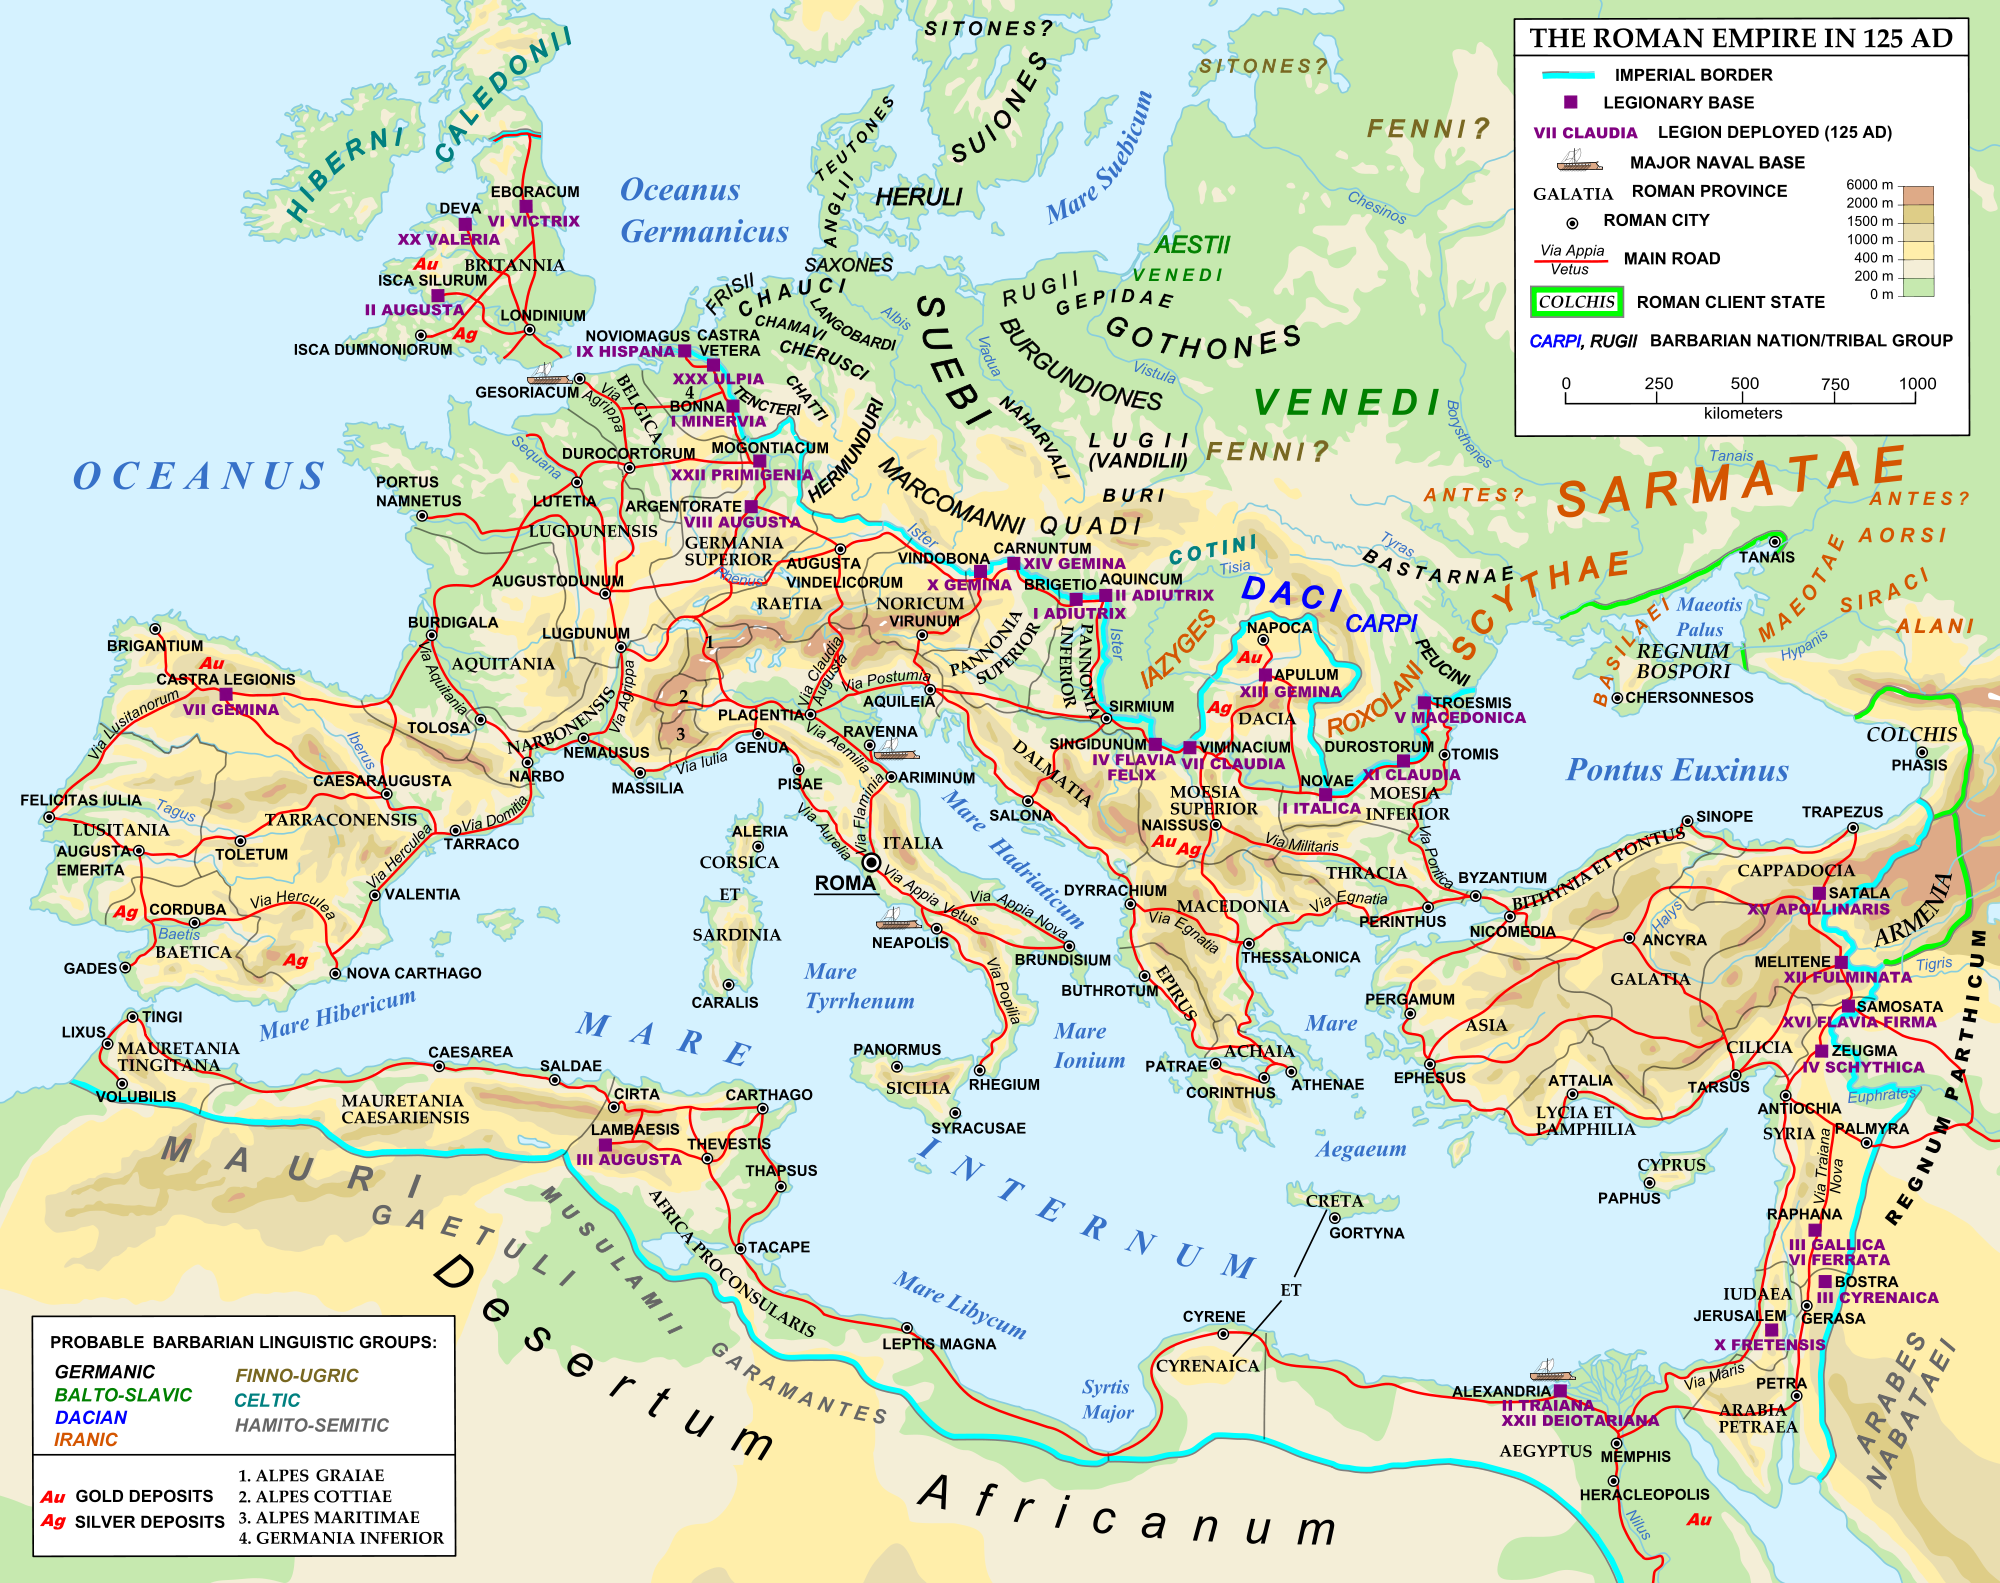 THE ROMAN EMPIRE IN 125 AD
IMPERIAL BORDER
LEGIONARY BASE
VII CLAUDIA LEGION DEPLOYED (125 AD)
MAJOR NAVAL BASE
GALATIA ROMAN PROVINCE
ROMAN CITY
Via Appia
Vetus
MAIN ROAD
COLCHIS ROMAN CLIENT STATE
CARPI, RUGII BARBARIAN NATION/TRIBAL GROUP
6000 m
2000 m
1500 m
1000 m
400 m
200 m
0 m
0 250 500 750 1000
kilometers
SITONES?
SUIONES
SITONES?
FENNI?
CALEDONII
HIBERNI
TEUTONES
ANGLII
HERULI
SAXONES
Mare Suebicum
Chesinos
Oceanus
Germanicus
EBORACUM
VI VICTRIX
DEVA
XX VALERIA
Au
BRITANNIA
ISCA SILURUM
II AUGUSTA
LONDINIUM
Ag
ISCA DUMNONIORUM
AESTII
VENEDI
RUGII
GEPIDAE
GOTHONES
BURGUNDIONES
FRISII
CHAUCI
CHAMAVI
LANGOBARDI
CHERUSCI
Albis
SUEBI
Viadua
Vistula
VENEDI
Borysthenes
NOVIOMAGUS
IX HISPANA
CASTRA
VETERA
XXX ULPIA
GESORIACUM
Via
Agrippa
BELGICA
4
BONNA
I MINERVIA
TENCTERI
CHATTI
HERMUNDURI
NAHARVALI
LUGII
(VANDILII)
FENNI?
BURI
ANTES?
Tanais
SARMATAE
ANTES?
AORSI
OCEANUS
Sequana
DUROCORTORUM
MOGONTIACUM
XXII PRIMIGENIA
PORTUS
NAMNETUS
LUTETIA
ARGENTORATE
VIII AUGUSTA
LUGDUNENSIS
GERMANIA
SUPERIOR
Rhenus
AUGUSTA
VINDELICORUM
MARCOMANNI
QUADI
Ister
VINDOBONA
X GEMINA
CARNUNTUM
XIV GEMINA
BRIGETIO
I ADIUTRIX
AQUINCUM
II ADIUTRIX
COTINI
Tisia
Tyras
BASTARNAE
SCYTHAE
TANAIS
MAEOTAE
SIRACI
ALANI
Maeotis
Palus
Hypanis
REGNUM
BOSPORI
BASILAEI
CHERSONNESOS
AUGUSTODUNUM
RAETIA
NORICUM
VIRUNUM
PANNONIA
SUPERIOR
PANNONIA
INFERIOR
Ister
IAZYGES
DACI
CARPI
NAPOCA
Au
APULUM
XIII GEMINA
Ag
DACIA
ROXOLANI
PEUCINI
TROESMIS
V MACEDONICA
BURDIGALA
LUGDUNUM
1
2
3
AQUITANIA
Via Aquitania
TOLOSA
NARBONENSIS
Via Agrippa
NEMAUSUS
NARBO
MASSILIA
Via Iulia
Via Claudia
Augusta
Via Postumia
AQUILEIA
PLACENTIA
GENUA
Via Aemilia
RAVENNA
ARIMINUM
PISAE
Via Aurelia
Via Flaminia
ITALIA
ROMA
BRIGANTIUM
Au
CASTRA LEGIONIS
VII GEMINA
Via Lusitanorum
Iberus
CAESARAUGUSTA
FELICITAS IULIA
Tagus
LUSITANIA
TARRACONENSIS
AUGUSTA
EMERITA
TOLETUM
Via Domitia
Via Herculea
TARRACO
VALENTIA
Ag
CORDUBA
Baetis
BAETICA
Via Herculea
Ag
GADES
NOVA CARTHAGO
Mare Hibericum
ALERIA
CORSICA
ET
SARDINIA
CARALIS
Mare Hadriaticum
DALMATIA
SALONA
SIRMIUM
SINGIDUNUM
IV FLAVIA
FELIX
VIMINACIUM
VII CLAUDIA
MOESIA
SUPERIOR
NAISSUS
Au
Ag
DUROSTORUM
XI CLAUDIA
TOMIS
NOVAE
I ITALICA
MOESIA
INFERIOR
Via Militaris
Via Pontica
THRACIA
Via Egnatia
PERINTHUS
BYZANTIUM
Pontus Euxinus
COLCHIS
PHASIS
TRAPEZUS
SINOPE
BITHYNIA ET PONTUS
NICOMEDIA
CAPPADOCIA
SATALA
XV APOLLINARIS
ARMENIA
Halys
ANCYRA
GALATIA
MELITENE
XII FULMINATA
Tigris
SAMOSATA
XVI FLAVIA FIRMA
ZEUGMA
IV SCYTHICA
CILICIA
TARSUS
Euphrates
REGNUM PARTHICUM
Via Appia Vetus
Via Appia Nova
NEAPOLIS
BRUNDISIUM
Via Popilia
DYRRACHIUM
Via Egnatia
MACEDONIA
THESSALONICA
BUTHROTUM
EPIRUS
Mare
Tyrrhenum
Mare
Ionium
PANORMUS
SICILIA
RHEGIUM
SYRACUSAE
PATRAE
ACHAIA
CORINTHUS
ATHENAE
Mare
Aegaeum
PERGAMUM
ASIA
EPHESUS
ATTALIA
LYCIA ET
PAMPHILIA
ANTIOCHIA
SYRIA
PALMYRA
Via Traiana
Nova
CYPRUS
PAPHUS
RAPHANA
III GALLICA
VI FERRATA
BOSTRA
III CYRENAICA
IUDAEA
JERUSALEM
GERASA
X FRETENSIS
Via Maris
PETRA
ARABIA
PETRAEA
ARABES
NABATAEI
MARE
INTERNUM
TINGI
LIXUS
MAURETANIA
TINGITANA
VOLUBILIS
CAESAREA
SALDAE
MAURETANIA
CAESARIENSIS
CIRTA
CARTHAGO
LAMBAESIS
III AUGUSTA
THEVESTIS
THAPSUS
TACAPE
AFRICA PROCONSULARIS
MAURI
GAETULI
MUSULAMII
GARAMANTES
Desertum
Africanum
Mare Libycum
LEPTIS MAGNA
Syrtis
Major
CRETA
GORTYNA
ET
CYRENE
CYRENAICA
ALEXANDRIA
II TRAIANA
XXII DEIOTARIANA
AEGYPTUS
MEMPHIS
HERACLEOPOLIS
Nilus
Au
PROBABLE BARBARIAN LINGUISTIC GROUPS:
GERMANIC
BALTO-SLAVIC
DACIAN
IRANIC
FINNO-UGRIC
CELTIC
HAMITO-SEMITIC
Au GOLD DEPOSITS
Ag SILVER DEPOSITS
1. ALPES GRAIAE
2. ALPES COTTIAE
3. ALPES MARITIMAE
4. GERMANIA INFERIOR